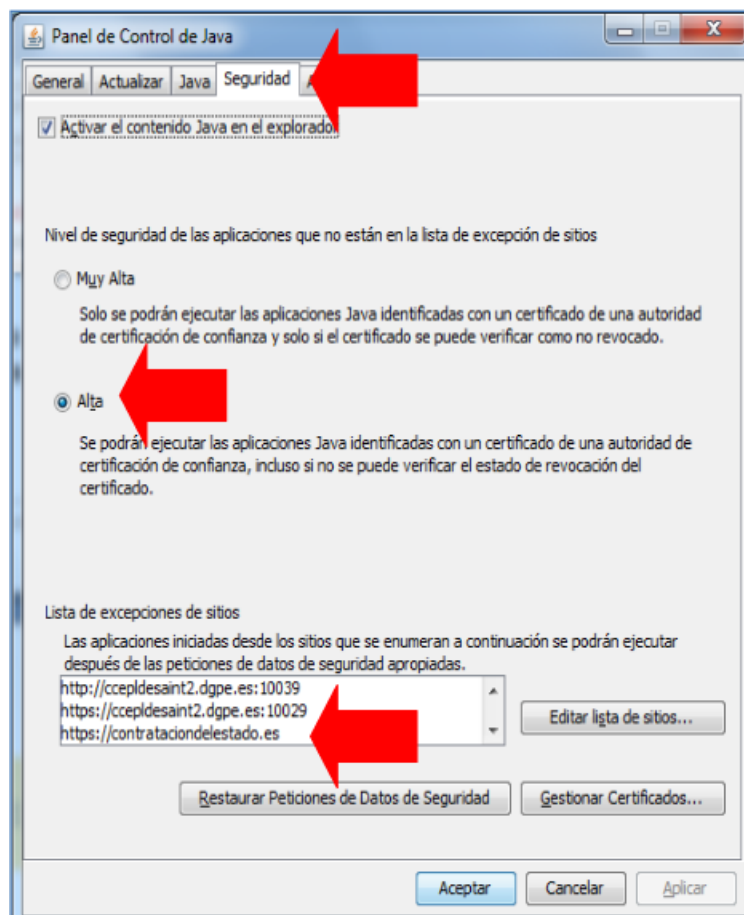 Panel de Control de Java
General Actualizar Java Seguridad
Activar el contenido Java en el explorador
Nivel de seguridad de las aplicaciones que no están en la lista de excepción de sitios
Muy Alta
Solo se podrán ejecutar las aplicaciones Java identificadas con un certificado de una autoridad
de certificación de confianza y solo si el certificado se puede verificar como no revocado.
Alta
Se podrán ejecutar las aplicaciones Java identificadas con un certificado de una autoridad de
certificación de confianza, incluso si no se puede verificar el estado de revocación del
certificado.
Lista de excepciones de sitios
Las aplicaciones iniciadas desde los sitios que se enumeran a continuación se podrán ejecutar
después de las peticiones de datos de seguridad apropiadas.
http://ccepldesaint2.dgpe.es:10039
https://ccepldesaint2.dgpe.es:10029
https://contrataciondelestado.es
Editar lista de sitios...
Restaurar Peticiones de Datos de Seguridad Gestionar Certificados...
Aceptar Cancelar Aplicar